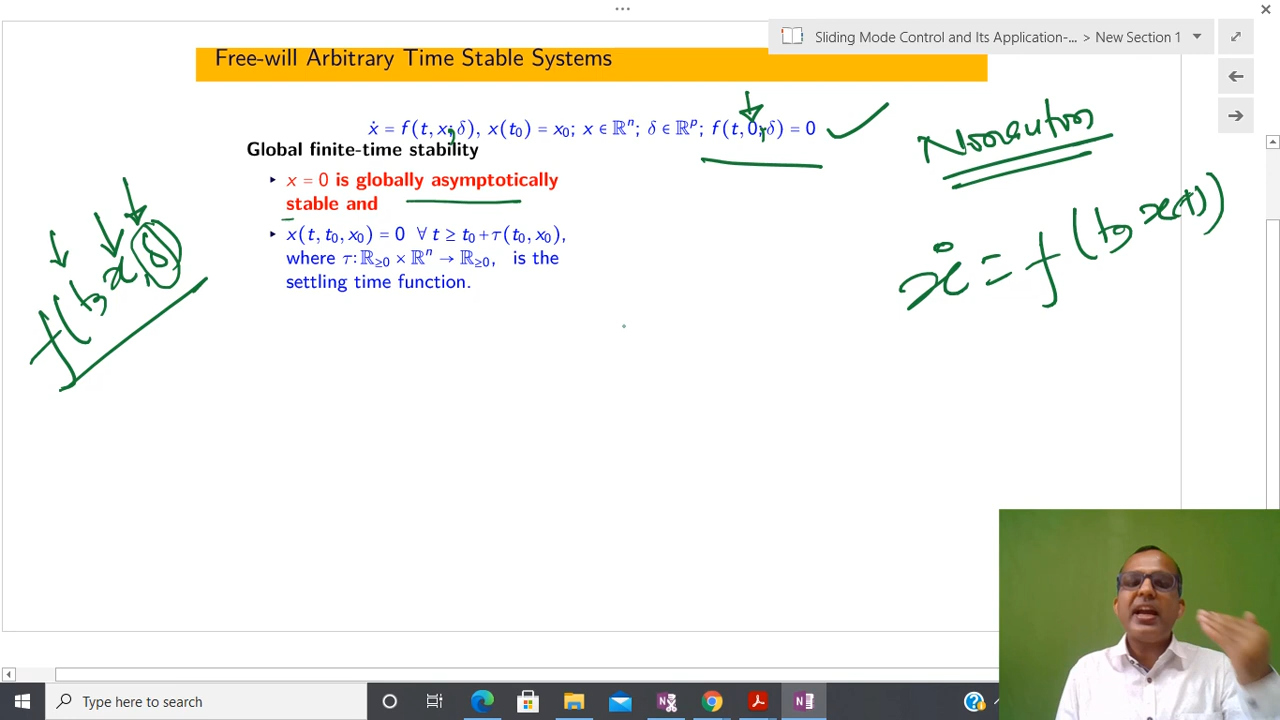 Sliding Mode Control and Its Application-... > New Section 1
Free-will Arbitrary Time Stable Systems
ẋ = f(t, x; δ), x(t₀) = x₀; x ∈ ℝⁿ; δ ∈ ℝᵖ; f(t, 0; δ) = 0
Global finite-time stability
x = 0 is globally asymptotically
stable and
x(t, t₀, x₀) = 0 ∀ t ≥ t₀ + τ(t₀, x₀),
where τ: ℝ≥0 × ℝⁿ → ℝ≥0, is the
settling time function.
f(t, x, δ)
ẋ = f(t, x(t))
Type here to search